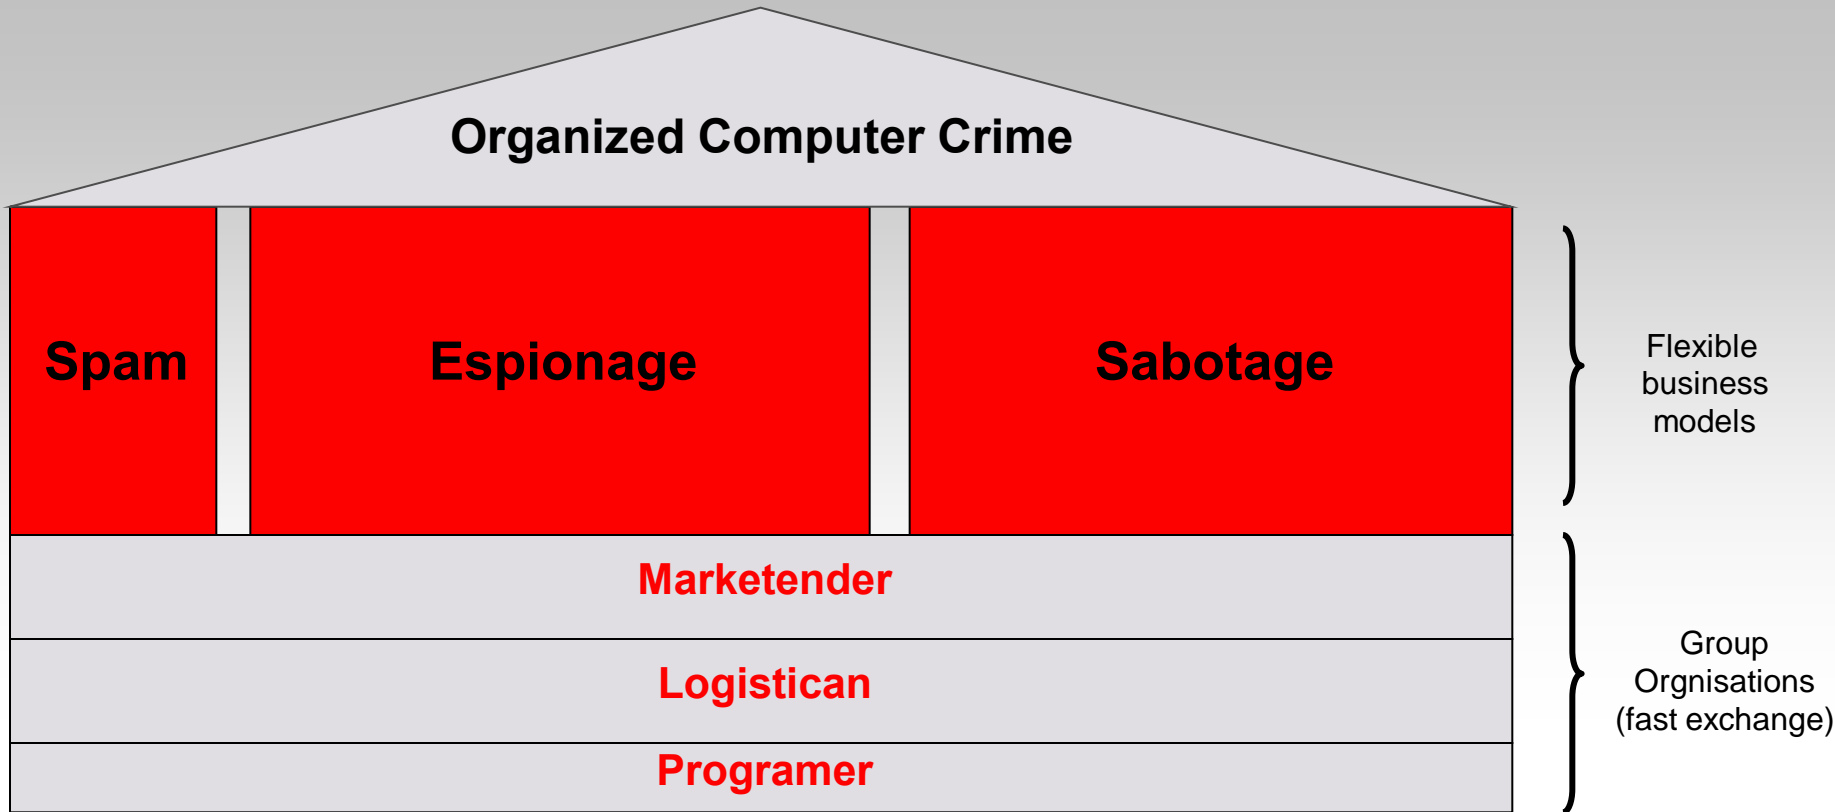 Organized Computer Crime
Spam
Espionage
Sabotage
Flexible
business
models
Marketender
Logistican
Programer
Group
Orgnisations
(fast exchange)